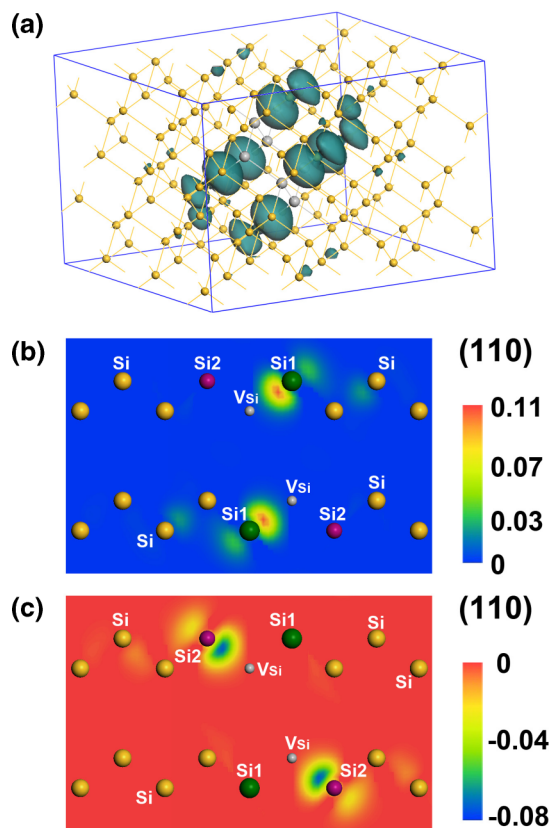 (a)
(b)
(110)
Si Si2 Si1 Si
VSi
0.11
0.07
0.03
0
VSi
Si
Si1 Si2
Si
(c)
(110)
Si Si1 Si
Si2
VSi
Si
0
-0.04
-0.08
VSi
Si
Si1 Si2
Si